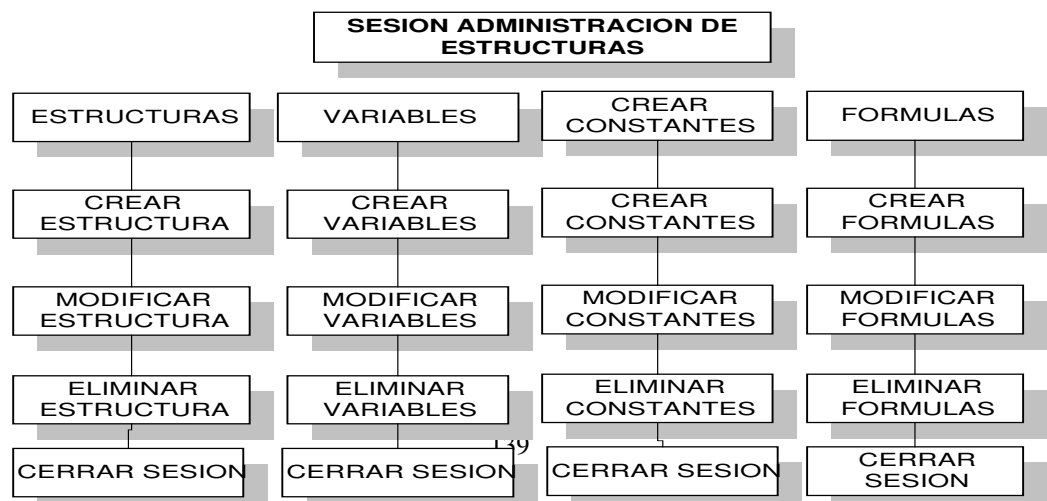 SESION ADMINISTRACION DE
ESTRUCTURAS
ESTRUCTURAS
VARIABLES
CREAR
CONSTANTES
FORMULAS
CREAR
ESTRUCTURA
CREAR
VARIABLES
CREAR
CONSTANTES
CREAR
FORMULAS
MODIFICAR
ESTRUCTURA
MODIFICAR
VARIABLES
MODIFICAR
CONSTANTES
MODIFICAR
FORMULAS
ELIMINAR
ESTRUCTURA
ELIMINAR
VARIABLES
ELIMINAR
CONSTANTES
ELIMINAR
FORMULAS
139
CERRAR SESION
CERRAR SESION
CERRAR SESION
CERRAR
SESION